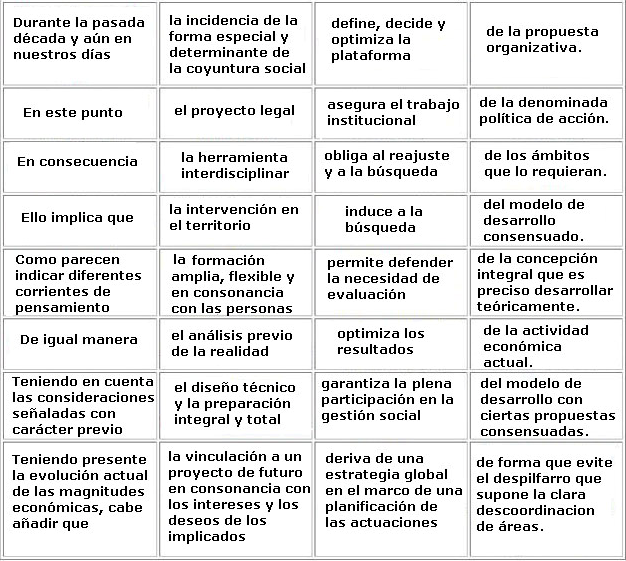 Durante la pasada
década y aún en
nuestros días
la incidencia de la
forma especial y
determinante de
la coyuntura social
define, decide y
optimiza la
plataforma
de la propuesta
organizativa.
En este punto
el proyecto legal
asegura el trabajo
institucional
de la denominada
política de acción.
En consecuencia
la herramienta
interdisciplinar
obliga al reajuste
y a la búsqueda
de los ámbitos
que lo requieran.
Ello implica que
la intervención en
el territorio
induce a la
búsqueda
del modelo de
desarrollo
consensuado.
Como parecen
indicar diferentes
corrientes de
pensamiento
la formación
amplia, flexible y
en consonancia
con las personas
permite defender
la necesidad de
evaluación
de la concepción
integral que es
preciso desarrollar
teóricamente.
De igual manera
el análisis previo
de la realidad
optimiza los
resultados
de la actividad
económica
actual.
Teniendo en cuenta
las consideraciones
señaladas con
carácter previo
el diseño técnico
y la preparación
integral y total
garantiza la plena
participación en la
gestión social
del modelo de
desarrollo con
ciertas propuestas
consensuadas.
Teniendo presente
la evolución actual
de las magnitudes
económicas, cabe
añadir que
la vinculación a un
proyecto de futuro
en consonancia con
los intereses y los
deseos de los
implicados
deriva de una
estrategia global
en el marco de una
planificación de
las actuaciones
de forma que evite
el despilfarro que
supone la clara
descoordinacion
de áreas.